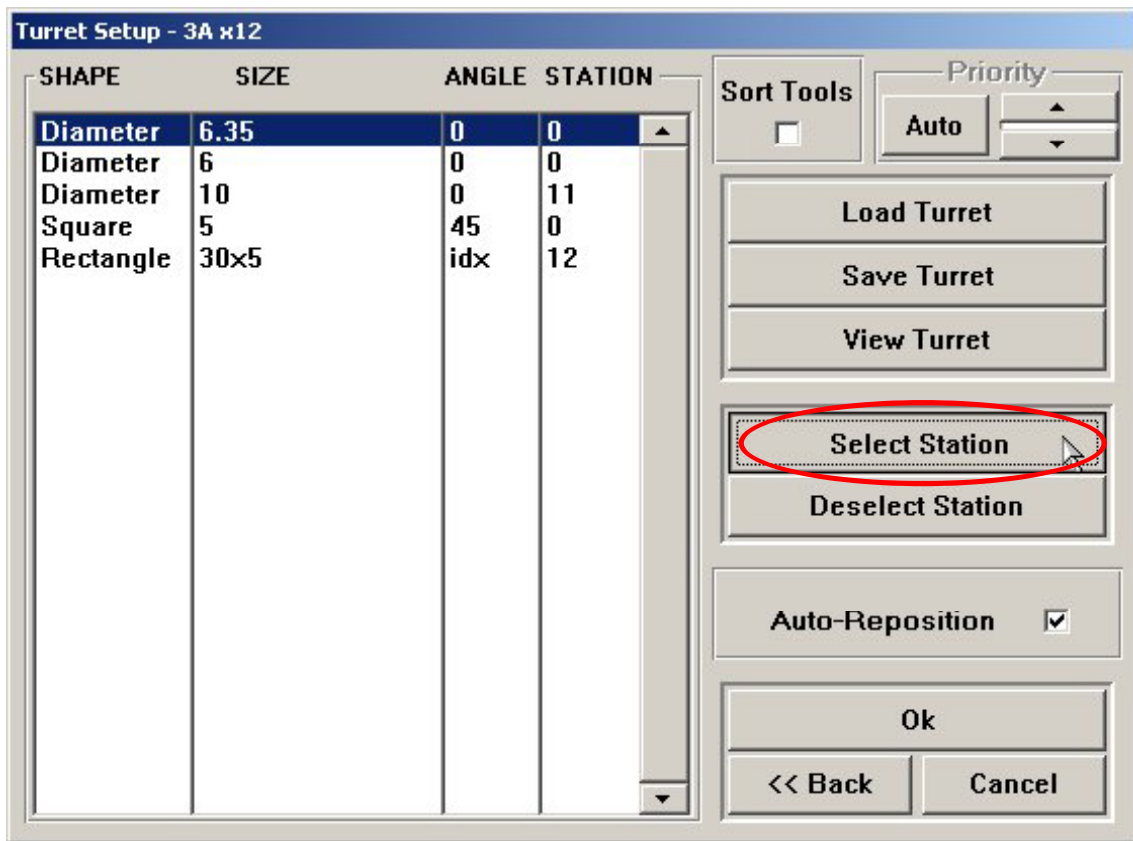 Turret Setup - 3A x12
SHAPE SIZE ANGLE STATION
Diameter 6.35 0 0
Diameter 6 0 0
Diameter 10 0 11
Square 5 45 0
Rectangle 30x5 idx 12
Sort Tools
Priority
Auto
Load Turret
Save Turret
View Turret
Select Station
Deselect Station
Auto-Reposition
Ok
<< Back Cancel